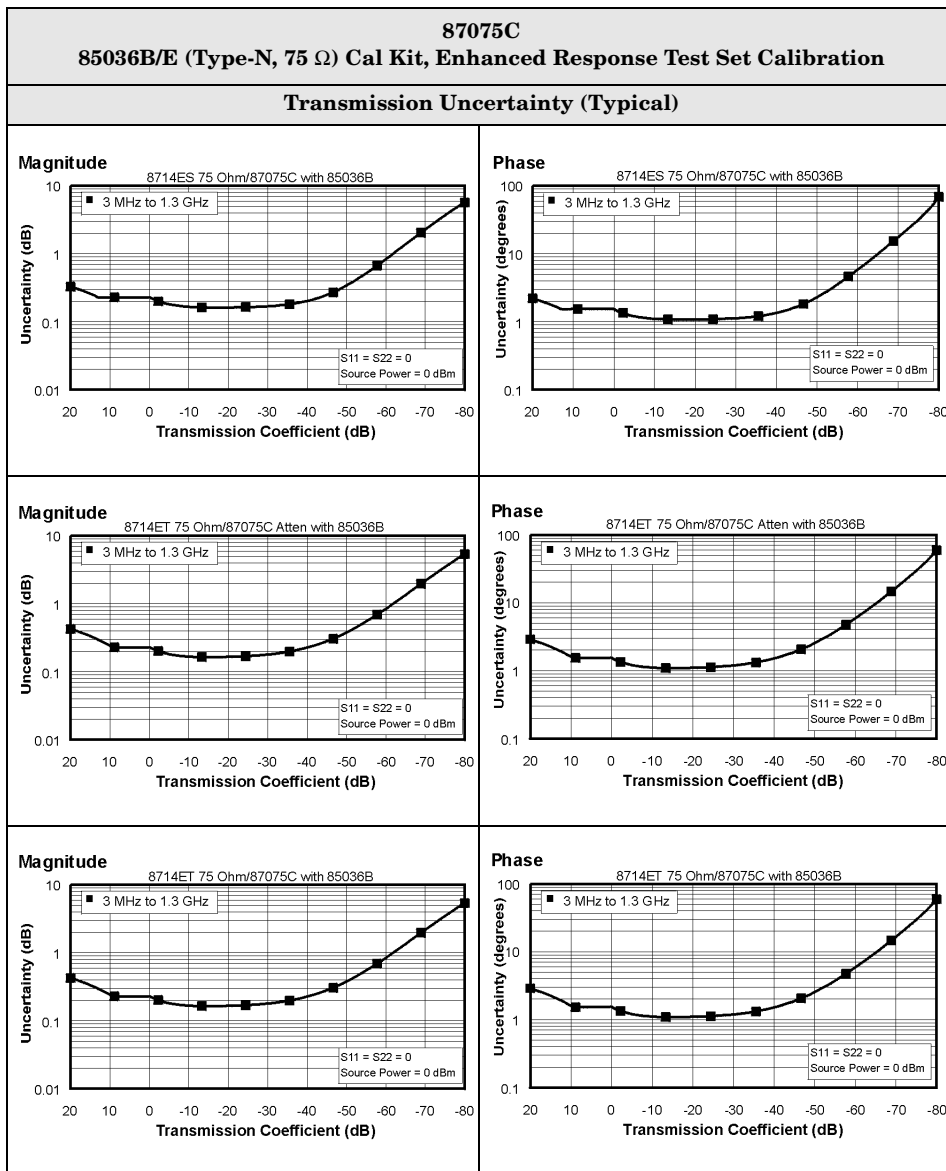 87075C
85036B/E (Type-N, 75 Ω) Cal Kit, Enhanced Response Test Set Calibration
Transmission Uncertainty (Typical)
Magnitude
8714ES 75 Ohm/87075C with 85036B
3 MHz to 1.3 GHz
Uncertainty (dB)
10
1
0.1
0.01
S11 = S22 = 0
Source Power = 0 dBm
20 10 0 -10 -20 -30 -40 -50 -60 -70 -80
Transmission Coefficient (dB)
Phase
8714ES 75 Ohm/87075C with 85036B
3 MHz to 1.3 GHz
Uncertainty (degrees)
100
10
1
0.1
S11 = S22 = 0
Source Power = 0 dBm
20 10 0 -10 -20 -30 -40 -50 -60 -70 -80
Transmission Coefficient (dB)
Magnitude
8714ET 75 Ohm/87075C Atten with 85036B
3 MHz to 1.3 GHz
Uncertainty (dB)
10
1
0.1
0.01
S11 = S22 = 0
Source Power = 0 dBm
20 10 0 -10 -20 -30 -40 -50 -60 -70 -80
Transmission Coefficient (dB)
Phase
8714ET 75 Ohm/87075C Atten with 85036B
3 MHz to 1.3 GHz
Uncertainty (degrees)
100
10
1
0.1
S11 = S22 = 0
Source Power = 0 dBm
20 10 0 -10 -20 -30 -40 -50 -60 -70 -80
Transmission Coefficient (dB)
Magnitude
8714ET 75 Ohm/87075C with 85036B
3 MHz to 1.3 GHz
Uncertainty (dB)
10
1
0.1
0.01
S11 = S22 = 0
Source Power = 0 dBm
20 10 0 -10 -20 -30 -40 -50 -60 -70 -80
Transmission Coefficient (dB)
Phase
8714ET 75 Ohm/87075C with 85036B
3 MHz to 1.3 GHz
Uncertainty (degrees)
100
10
1
0.1
S11 = S22 = 0
Source Power = 0 dBm
20 10 0 -10 -20 -30 -40 -50 -60 -70 -80
Transmission Coefficient (dB)